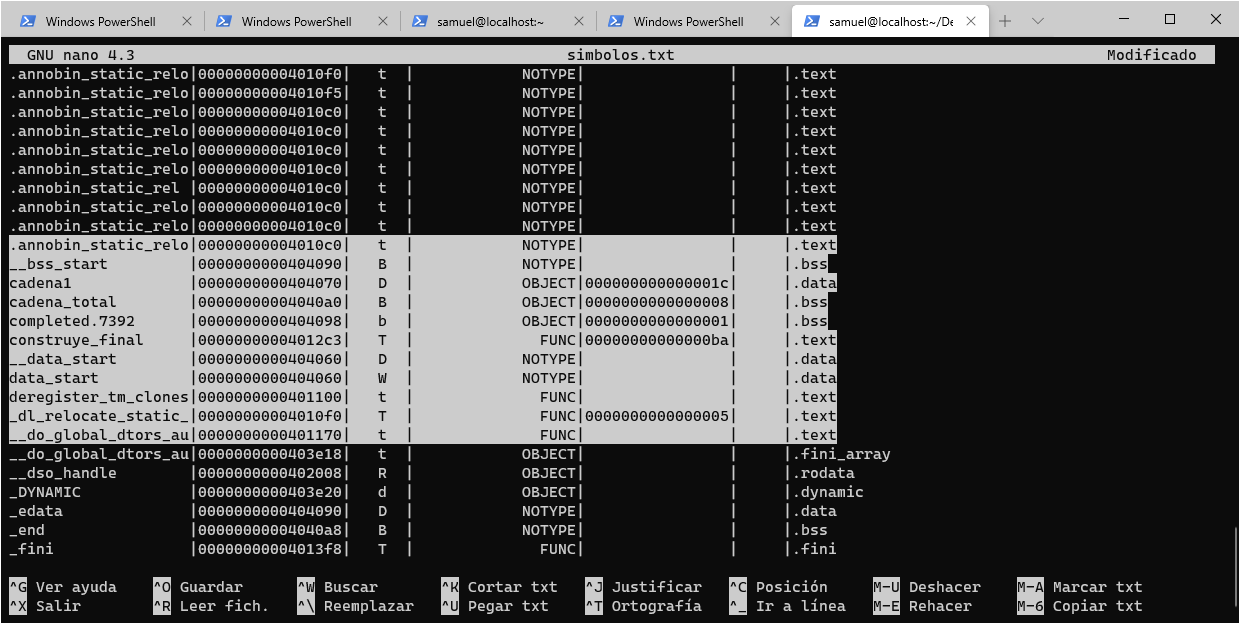 Windows PowerShell Windows PowerShell samuel@localhost:~ Windows PowerShell samuel@localhost:~/De
GNU nano 4.3 simbolos.txt Modificado
.annobin_static_relo|00000000004010f0|   t  |            NOTYPE|                |     |.text
.annobin_static_relo|00000000004010f5|   t  |            NOTYPE|                |     |.text
.annobin_static_relo|00000000004010c0|   t  |            NOTYPE|                |     |.text
.annobin_static_relo|00000000004010c0|   t  |            NOTYPE|                |     |.text
.annobin_static_relo|00000000004010c0|   t  |            NOTYPE|                |     |.text
.annobin_static_relo|00000000004010c0|   t  |            NOTYPE|                |     |.text
.annobin_static_rel |00000000004010c0|   t  |            NOTYPE|                |     |.text
.annobin_static_relo|00000000004010c0|   t  |            NOTYPE|                |     |.text
.annobin_static_relo|00000000004010c0|   t  |            NOTYPE|                |     |.text
.annobin_static_relo|00000000004010c0|   t  |            NOTYPE|                |     |.text
__bss_start         |0000000000404090|   B  |            NOTYPE|                |     |.bss
cadena1             |0000000000404070|   D  |            OBJECT|000000000000001c|     |.data
cadena_total        |00000000004040a0|   B  |            OBJECT|0000000000000008|     |.bss
completed.7392      |0000000000404098|   b  |            OBJECT|0000000000000001|     |.bss
construye_final     |00000000004012c3|   T  |              FUNC|00000000000000ba|     |.text
__data_start        |0000000000404060|   D  |            NOTYPE|                |     |.data
data_start          |0000000000404060|   W  |            NOTYPE|                |     |.data
deregister_tm_clones|0000000000401100|   t  |              FUNC|                |     |.text
_dl_relocate_static_|00000000004010f0|   T  |              FUNC|0000000000000005|     |.text
__do_global_dtors_au|0000000000401170|   t  |              FUNC|                |     |.text
__do_global_dtors_au|0000000000403e18|   t  |            OBJECT|                |     |.fini_array
__dso_handle        |0000000000402008|   R  |            OBJECT|                |     |.rodata
_DYNAMIC            |0000000000403e20|   d  |            OBJECT|                |     |.dynamic
_edata              |0000000000404090|   D  |            NOTYPE|                |     |.data
_end                |00000000004040a8|   B  |            NOTYPE|                |     |.bss
_fini               |00000000004013f8|   T  |              FUNC|                |     |.fini
^G Ver ayuda ^O Guardar ^W Buscar ^K Cortar txt ^J Justificar ^C Posición M-U Deshacer M-A Marcar txt
^X Salir ^R Leer fich. ^\ Reemplazar ^U Pegar txt ^T Ortografía ^_ Ir a línea M-E Rehacer M-6 Copiar txt